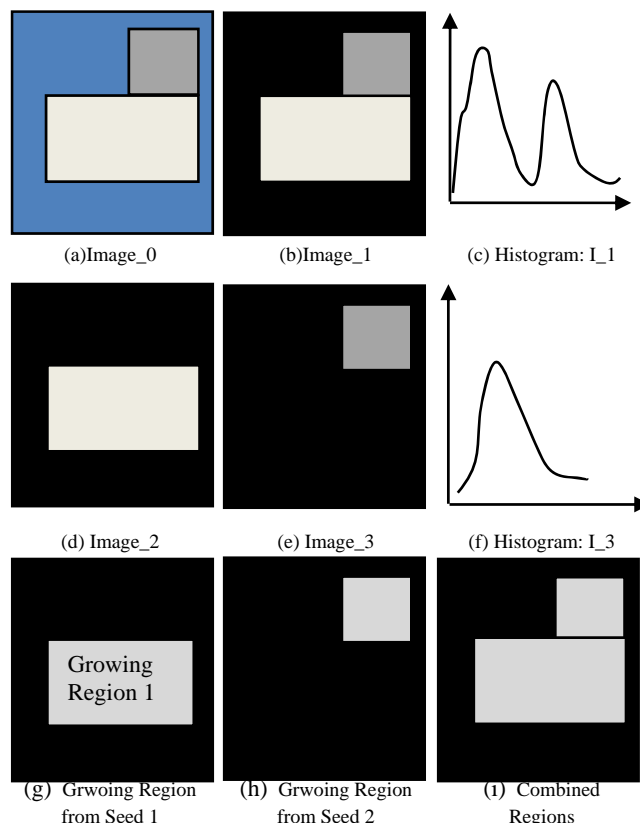 (a)Image_0
(b)Image_1
(c) Histogram: I_1
(d) Image_2
(e) Image_3
(f) Histogram: I_3
Growing
Region 1
(g) Grwoing Region
from Seed 1
(h) Grwoing Region
from Seed 2
(i) Combined
Regions